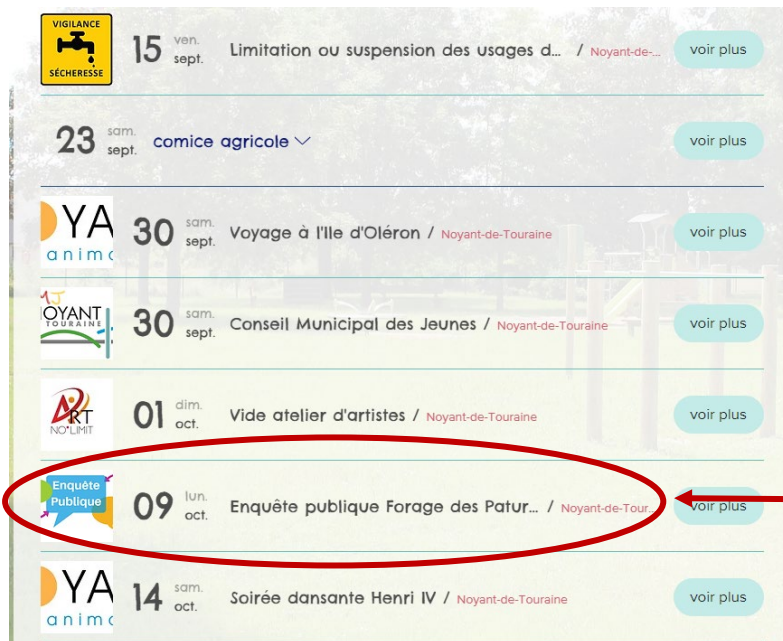 VIGILANCE
SÉCHERESSE
15 ven. sept. Limitation ou suspension des usages d... / Noyant-de-... voir plus
23 sam. sept. comice agricole voir plus
YA
anim
30 sam. sept. Voyage à l'Ile d'Oléron / Noyant-de-Touraine voir plus
MJ
OYANT
TOURAINE
30 sam. sept. Conseil Municipal des Jeunes / Noyant-de-Touraine voir plus
ART
NO'LIMIT
01 dim. oct. Vide atelier d'artistes / Noyant-de-Touraine voir plus
Enquête
Publique
09 lun. oct. Enquête publique Forage des Patur... / Noyant-de-Tour... voir plus
YA
anim
14 sam. oct. Soirée dansante Henri IV / Noyant-de-Touraine voir plus